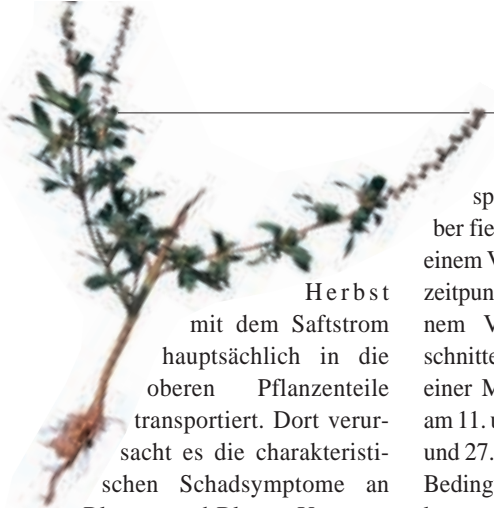 Herbst
mit dem Saftstrom
hauptsächlich in die
oberen Pflanzenteile
transportiert. Dort verur-
sacht es die charakteristi-
schen Schadsymptome an
sp
ber fie
einem V
zeitpun
nem V
schnitte
einer M
am 11. u
und 27.
Beding